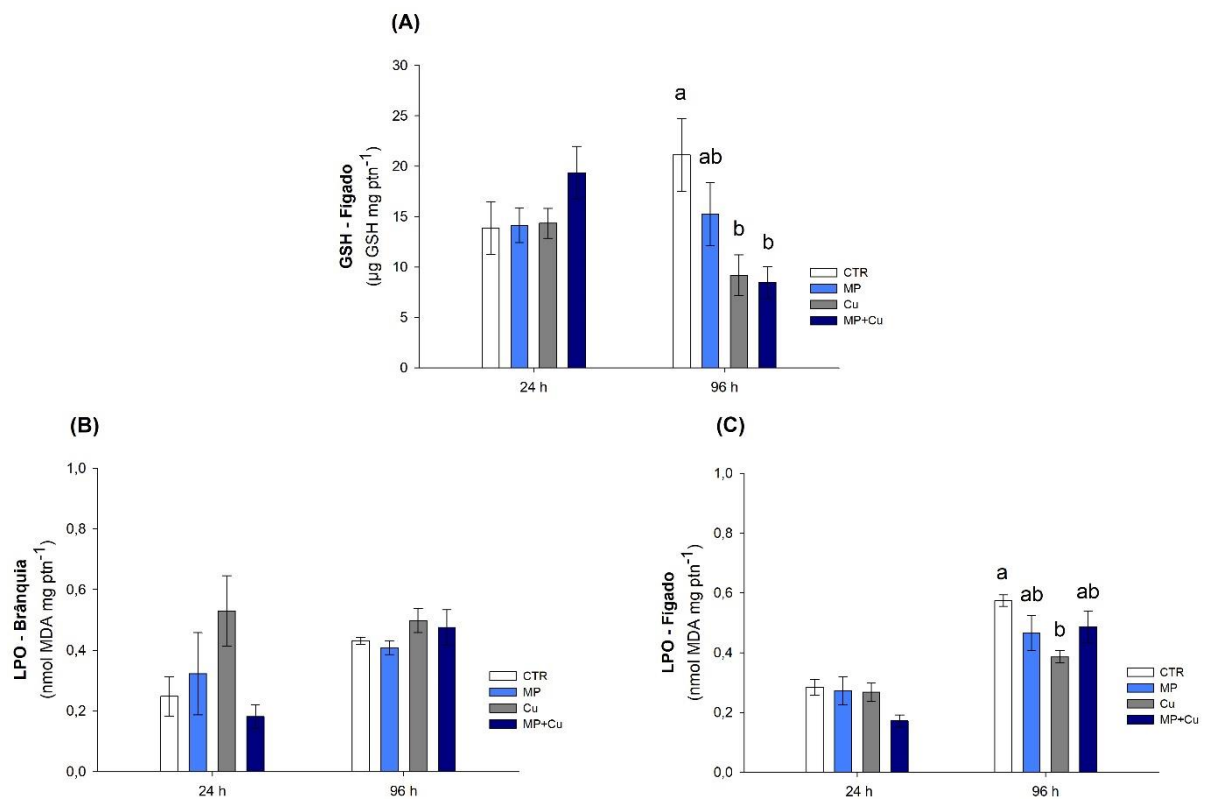 (A)
GSH - Fígado
(µg GSH mg ptn⁻¹)
30
25
20
15
10
5
0
a
ab
b
b
CTR
MP
Cu
MP+Cu
24 h
96 h
(B)
LPO - Brânquia
(nmol MDA mg ptn⁻¹)
1,0
0,8
0,6
0,4
0,2
0,0
CTR
MP
Cu
MP+Cu
24 h
96 h
(C)
LPO - Fígado
(nmol MDA mg ptn⁻¹)
1,0
0,8
0,6
0,4
0,2
0,0
a
ab
b
ab
CTR
MP
Cu
MP+Cu
24 h
96 h